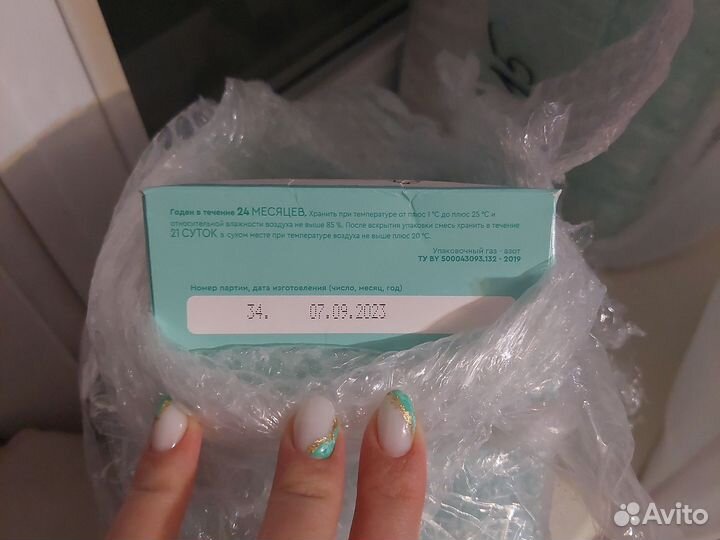 Годен в течение 24 МЕСЯЦЕВ. Хранить при температуре от плюс 1 °С до плюс 25 °С и
относительной влажности воздуха не выше 85 %. После вскрытия упаковки смесь хранить в течение
21 СУТОК в сухом месте при температуре воздуха не выше плюс 20 °С.
Упаковочный газ - азот
ТУ BY 500043093.132 - 2019
Номер партии, дата изготовления (число, месяц, год)
34. 07.09.2023
Avito